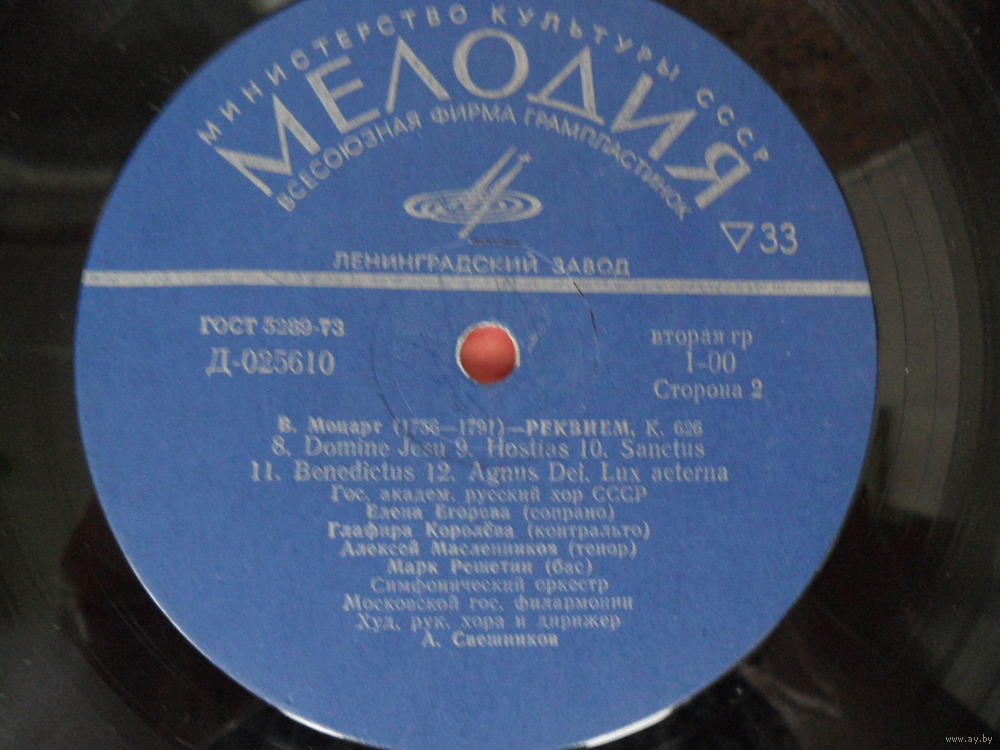 МИНИСТЕРСТВО КУЛЬТУРЫ СССР
МЕЛОДИЯ
ВСЕСОЮЗНАЯ ФИРМА ГРАМПЛАСТИНОК
33
ЛЕНИНГРАДСКИЙ ЗАВОД
ГОСТ 5289-73
Д-025610
вторая гр
1-00
Сторона 2
В. Моцарт (1756—1791)—РЕКВИЕМ, К. 626
8. Domine Jesu 9. Hostias 10. Sanctus
11. Benedictus 12. Agnus Dei. Lux aeterna
Гос. академ. русский хор СССР
Елена Егорова (сопрано)
Глафира Королёва (контральто)
Алексей Масленников (тенор)
Марк Решетин (бас)
Симфонический оркестр
Московской гос. филармонии
Худ. рук. хора и дирижер
А. Свешников
www.ay.by